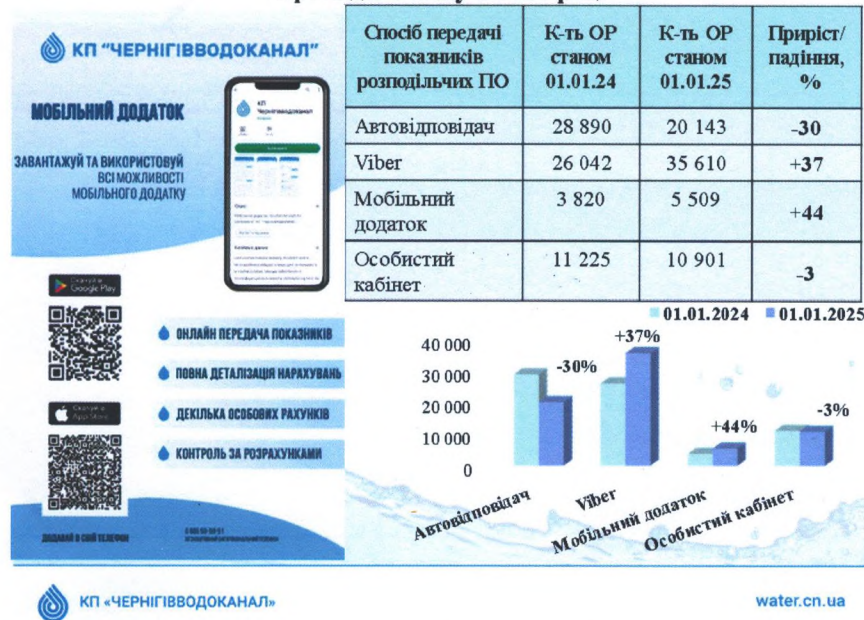 КП "ЧЕРНІГІВВОДОКАНАЛ"
МОБІЛЬНИЙ ДОДАТОК
ЗАВАНТАЖУЙ ТА ВИКОРИСТОВУЙ
ВСІ МОЖЛИВОСТІ
МОБІЛЬНОГО ДОДАТКУ
КП
Чернігівводоканал
Google Play
App Store
ОНЛАЙН ПЕРЕДАЧА ПОКАЗНИКІВ
ПОВНА ДЕТАЛІЗАЦІЯ НАРАХУВАНЬ
ДЕКІЛЬКА ОСОБОВИХ РАХУНКІВ
КОНТРОЛЬ ЗА РОЗРАХУНКАМИ
ДОДАВАЙ В СВІЙ ТЕЛЕФОН
Спосіб передачі показників розподільчих ПО К-ть ОР станом 01.01.24 К-ть ОР станом 01.01.25 Приріст/ падіння, %
Автовідповідач 28 890 20 143 -30
Viber 26 042 35 610 +37
Мобільний додаток 3 820 5 509 +44
Особистий кабінет 11 225 10 901 -3
01.01.2024 01.01.2025
40 000
30 000
20 000
10 000
0
-30%
+37%
+44%
-3%
Автовідповідач
Viber
Мобільний додаток
Особистий кабінет
КП «ЧЕРНІГІВВОДОКАНАЛ»
water.cn.ua